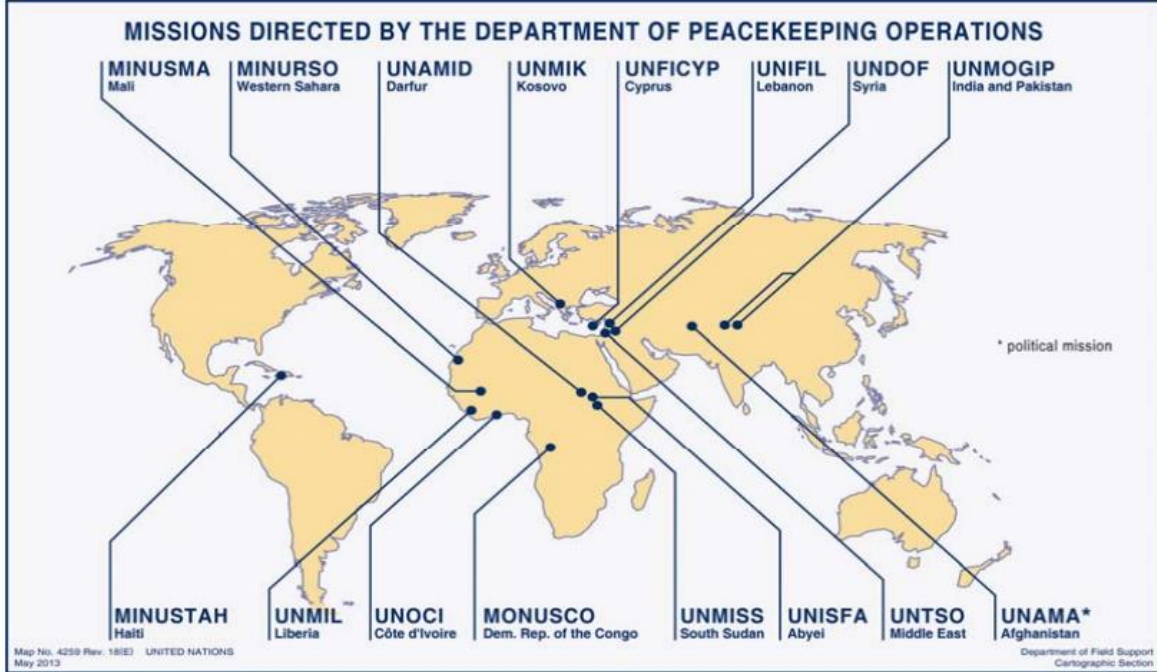 MISSIONS DIRECTED BY THE DEPARTMENT OF PEACEKEEPING OPERATIONS
MINUSMA
Mali
MINURSO
Western Sahara
UNAMID
Darfur
UNMIK
Kosovo
UNFICYP
Cyprus
UNIFIL
Lebanon
UNDOF
Syria
UNMOGIP
India and Pakistan
* political mission
MINUSTAH
Haiti
UNMIL
Liberia
UNOCI
Côte d'Ivoire
MONUSCO
Dem. Rep. of the Congo
UNMISS
South Sudan
UNISFA
Abyei
UNTSO
Middle East
UNAMA*
Afghanistan
Map No. 4259 Rev. 18(E) UNITED NATIONS
May 2013
Department of Field Support
Cartographic Section